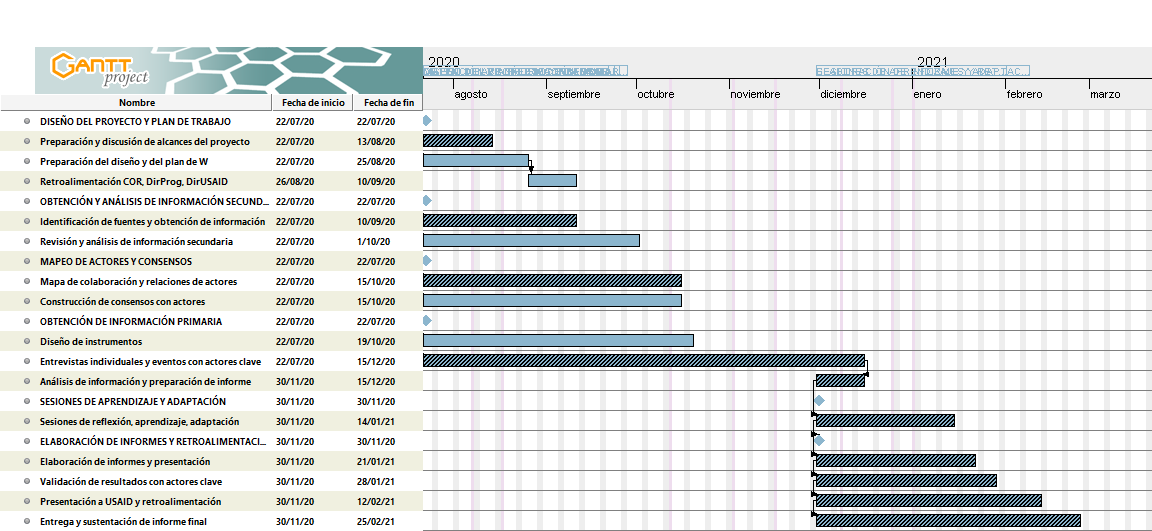 GANTT
project
2020
2021
agosto septiembre octubre noviembre diciembre enero febrero marzo
Nombre Fecha de inicio Fecha de fin
DISEÑO DEL PROYECTO Y PLAN DE TRABAJO 22/07/20 22/07/20
Preparación y discusión de alcances del proyecto 22/07/20 13/08/20
Preparación del diseño y del plan de W 22/07/20 25/08/20
Retroalimentación COR, DirProg, DirUSAID 26/08/20 10/09/20
OBTENCIÓN Y ANÁLISIS DE INFORMACIÓN SECUND... 22/07/20 22/07/20
Identificación de fuentes y obtención de información 22/07/20 10/09/20
Revisión y análisis de información secundaria 22/07/20 1/10/20
MAPEO DE ACTORES Y CONSENSOS 22/07/20 22/07/20
Mapa de colaboración y relaciones de actores 22/07/20 15/10/20
Construcción de consensos con actores 22/07/20 15/10/20
OBTENCIÓN DE INFORMACIÓN PRIMARIA 22/07/20 22/07/20
Diseño de instrumentos 22/07/20 19/10/20
Entrevistas individuales y eventos con actores clave 22/07/20 15/12/20
Análisis de información y preparación de informe 30/11/20 15/12/20
SESIONES DE APRENDIZAJE Y ADAPTACIÓN 30/11/20 30/11/20
Sesiones de reflexión, aprendizaje, adaptación 30/11/20 14/01/21
ELABORACIÓN DE INFORMES Y RETROALIMENTACI... 30/11/20 30/11/20
Elaboración de informes y presentación 30/11/20 21/01/21
Validación de resultados con actores clave 30/11/20 28/01/21
Presentación a USAID y retroalimentación 30/11/20 12/02/21
Entrega y sustentación de informe final 30/11/20 25/02/21